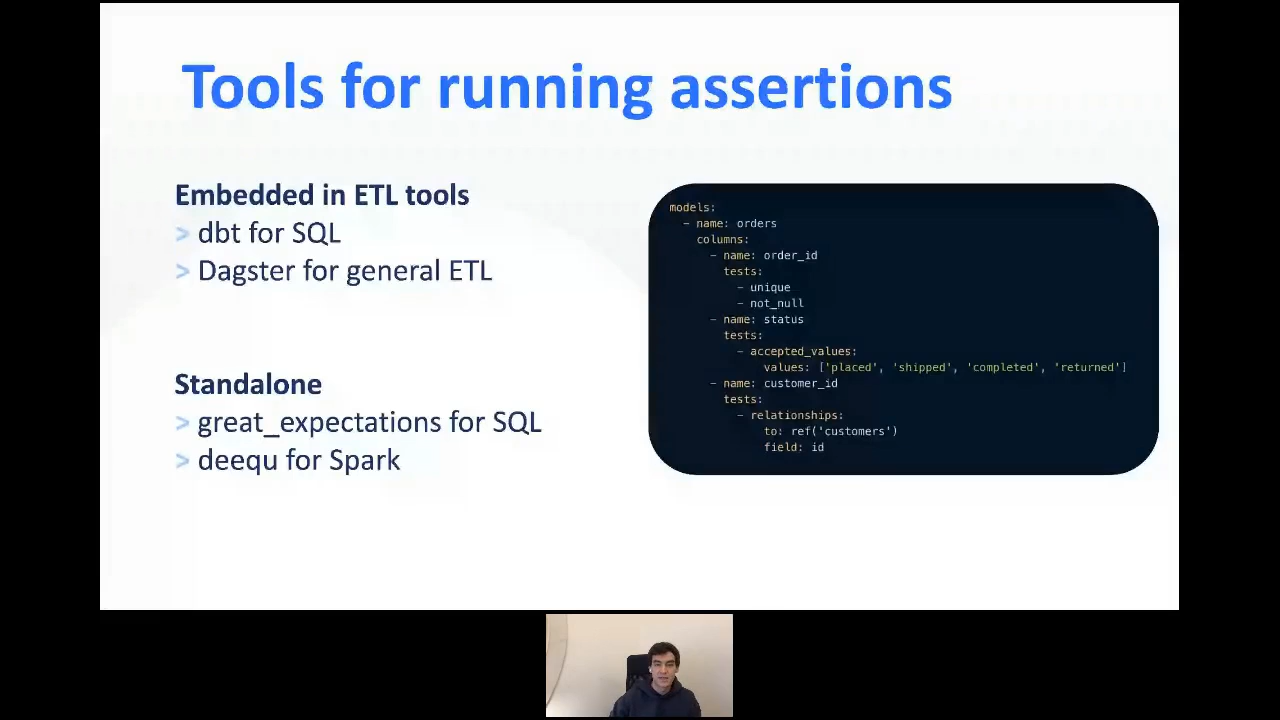 Tools for running assertions
Embedded in ETL tools
> dbt for SQL
> Dagster for general ETL
Standalone
> great_expectations for SQL
> deequ for Spark
models:
  - name: orders
    columns:
      - name: order_id
        tests:
          - unique
          - not_null
      - name: status
        tests:
          - accepted_values:
              values: ['placed', 'shipped', 'completed', 'returned']
      - name: customer_id
        tests:
          - relationships:
              to: ref('customers')
              field: id